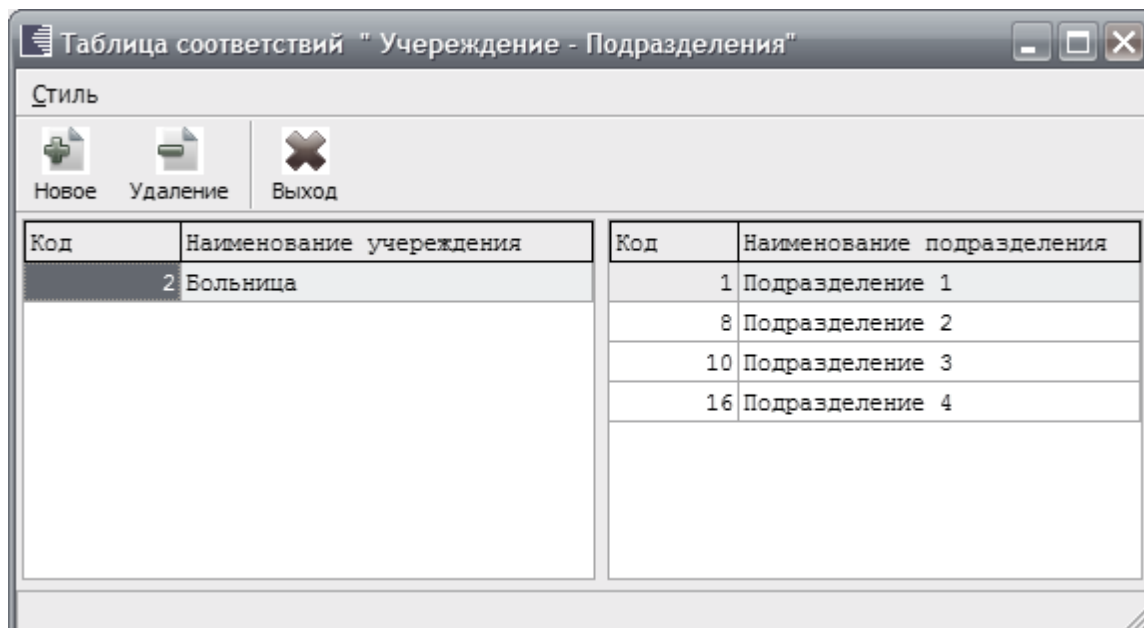 Таблица соответствий " Учереждение - Подразделения"
Стиль
Новое Удаление Выход
Код Наименование учереждения Код Наименование подразделения
2 Больница 1 Подразделение 1
8 Подразделение 2
10 Подразделение 3
16 Подразделение 4